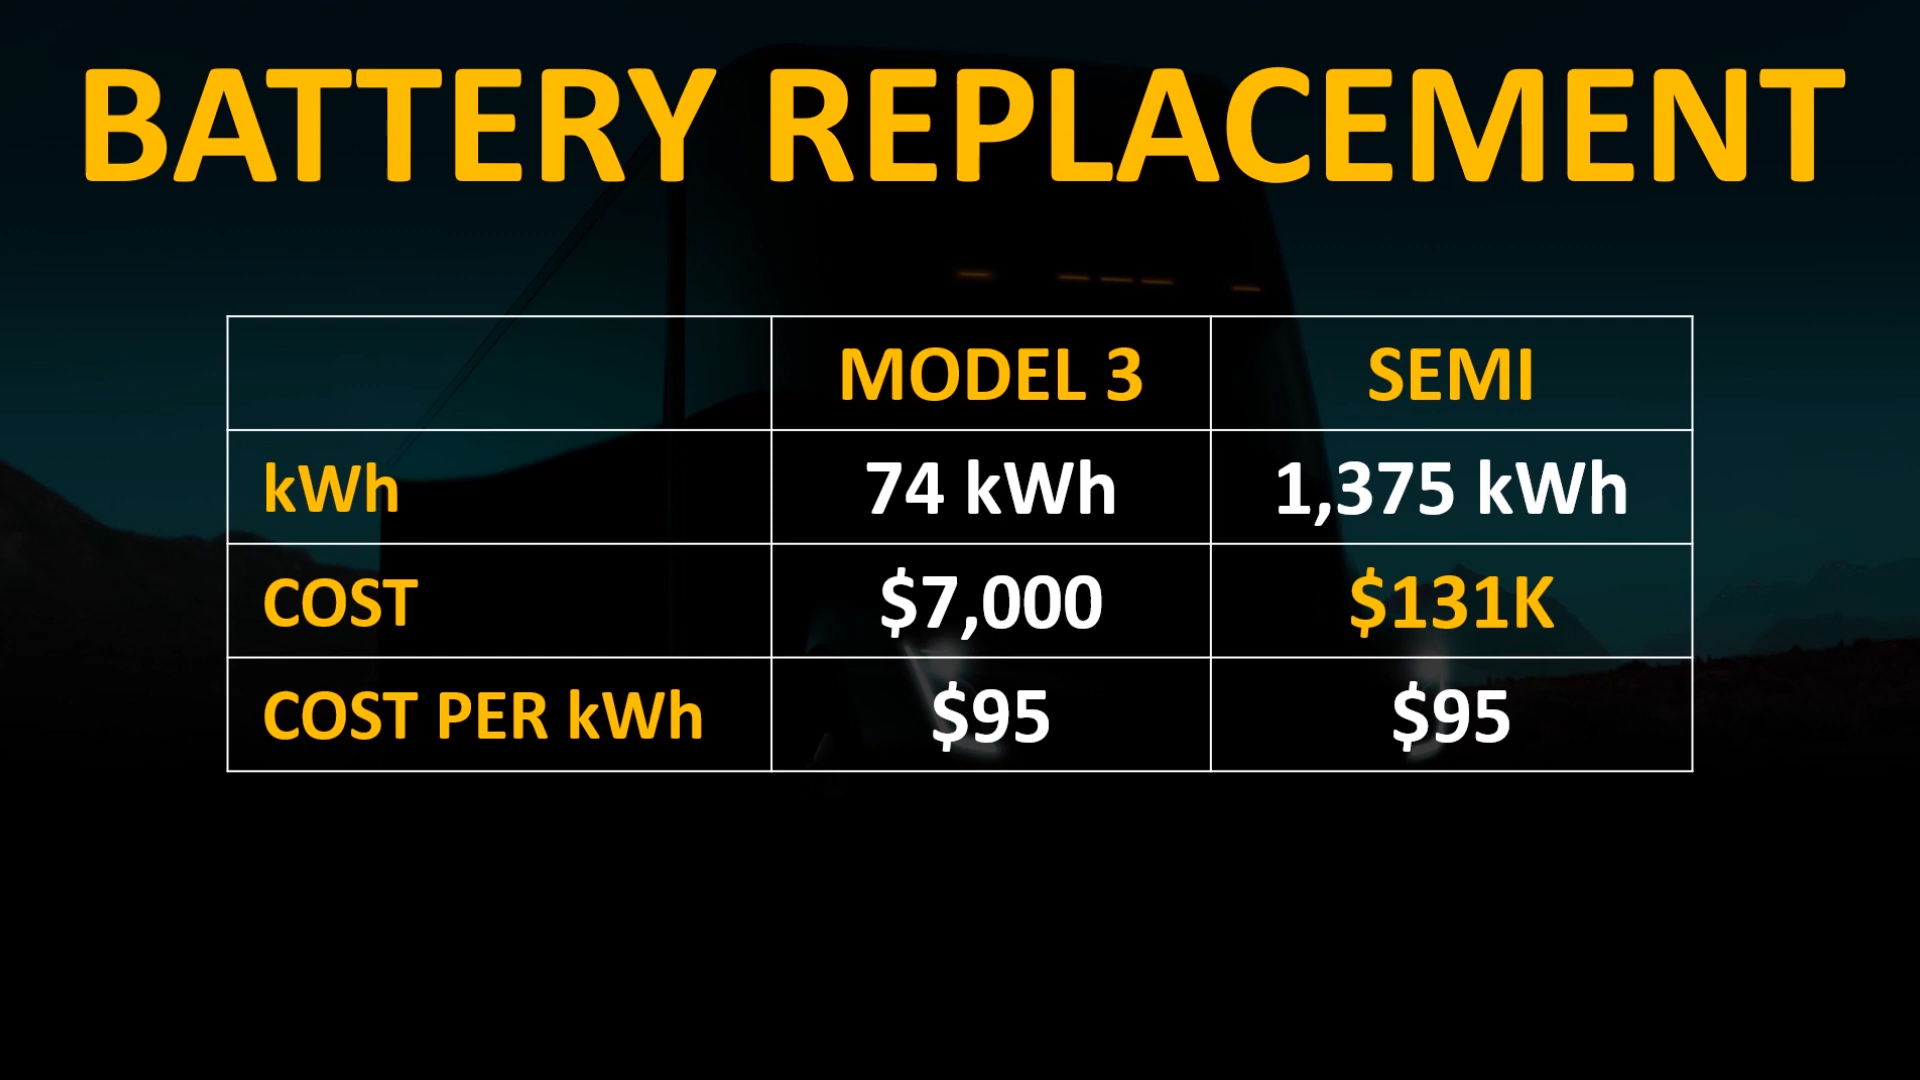 BATTERY REPLACEMENT
MODEL 3 SEMI
kWh 74 kWh 1,375 kWh
COST $7,000 $131K
COST PER kWh $95 $95